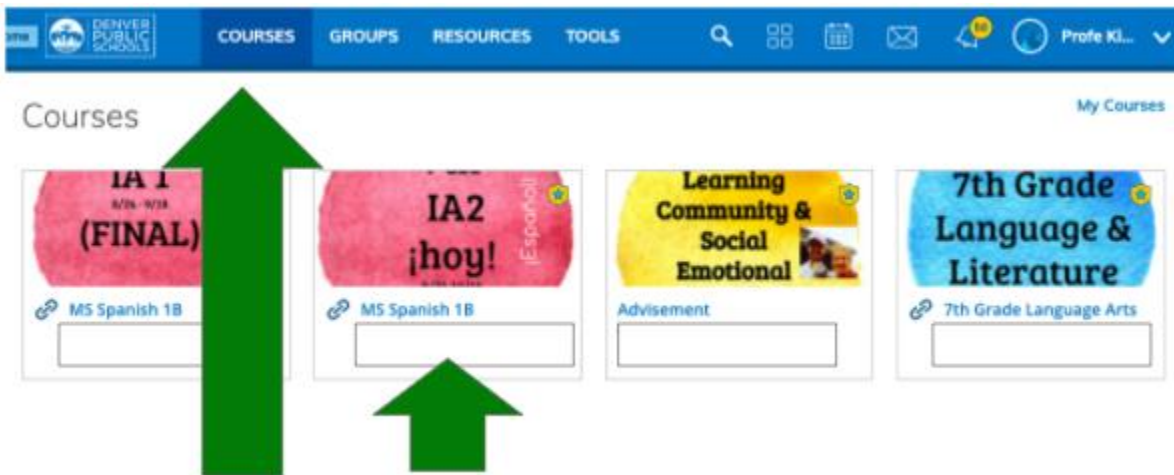 DENVER
PUBLIC
SCHOOLS
COURSES GROUPS RESOURCES TOOLS Profe Ki...
Courses
My Courses
IA 1
(FINAL)
IA2
¡hoy!
¡Español!
Learning
Community &
Social
Emotional
7th Grade
Language &
Literature
MS Spanish 1B
MS Spanish 1B
Advisement
7th Grade Language Arts